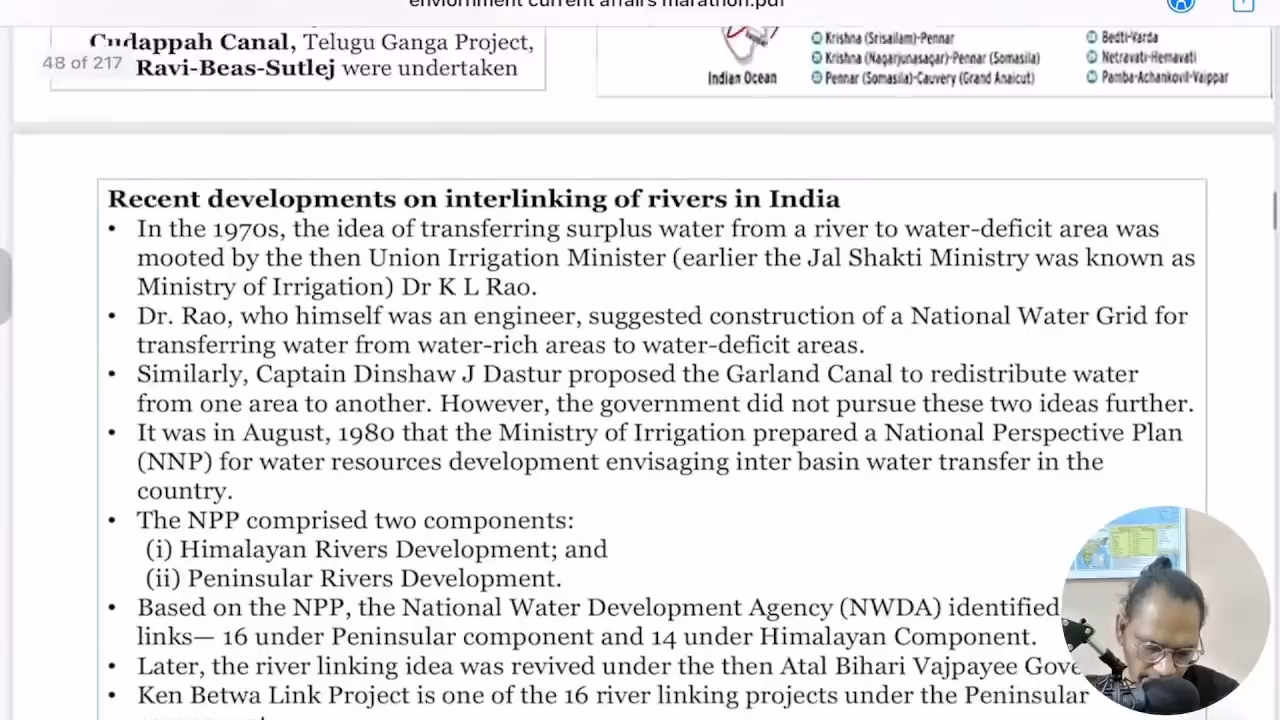 enviornment current affairs marathon.pdf
Cudappah Canal, Telugu Ganga Project,
48 of 217
Ravi-Beas-Sutlej were undertaken
Indian Ocean
Krishna (Srisailam)-Pennar
Krishna (Nagarjunasagar)-Pennar (Somasila)
Pennar (Somasila)-Cauvery (Grand Anaicut)
Bedti-Varda
Netravati-Hemavati
Pamba-Achankovil-Vaippar
Recent developments on interlinking of rivers in India
• In the 1970s, the idea of transferring surplus water from a river to water-deficit area was
mooted by the then Union Irrigation Minister (earlier the Jal Shakti Ministry was known as
Ministry of Irrigation) Dr K L Rao.
• Dr. Rao, who himself was an engineer, suggested construction of a National Water Grid for
transferring water from water-rich areas to water-deficit areas.
• Similarly, Captain Dinshaw J Dastur proposed the Garland Canal to redistribute water
from one area to another. However, the government did not pursue these two ideas further.
• It was in August, 1980 that the Ministry of Irrigation prepared a National Perspective Plan
(NNP) for water resources development envisaging inter basin water transfer in the
country.
• The NPP comprised two components:
(i) Himalayan Rivers Development; and
(ii) Peninsular Rivers Development.
• Based on the NPP, the National Water Development Agency (NWDA) identified
links— 16 under Peninsular component and 14 under Himalayan Component.
• Later, the river linking idea was revived under the then Atal Bihari Vajpayee Gove
• Ken Betwa Link Project is one of the 16 river linking projects under the Peninsular